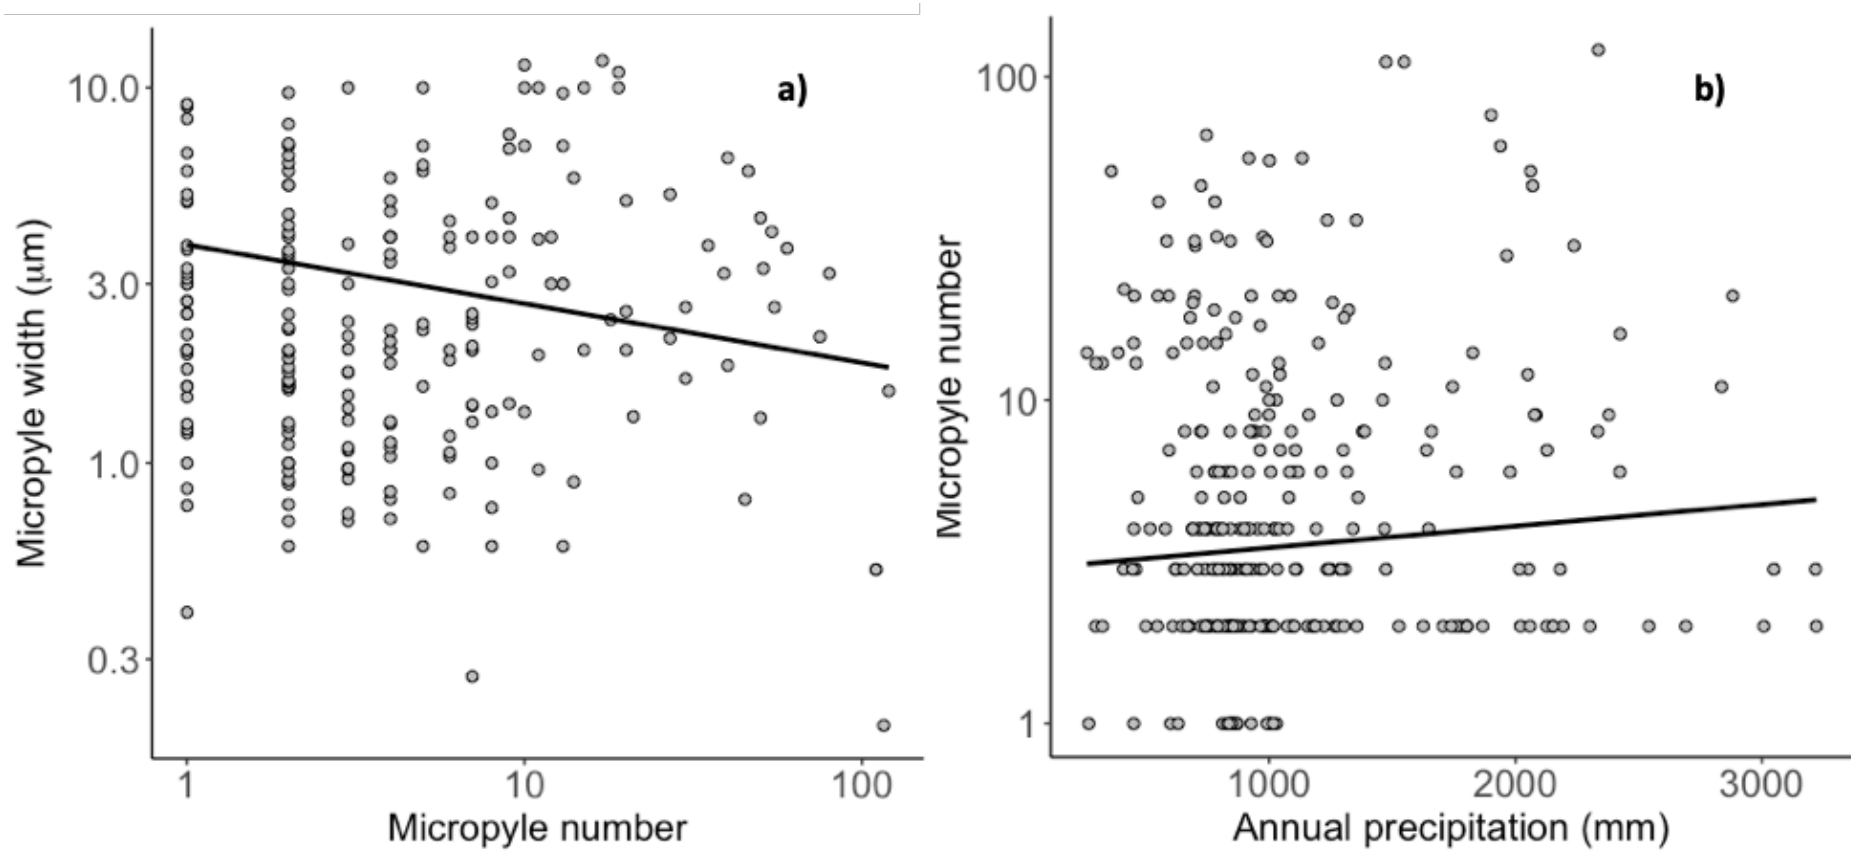 a)
10.0
3.0
1.0
0.3
Micropyle width (μm)
1
10
100
Micropyle number
b)
100
10
1
Micropyle number
1000
2000
3000
Annual precipitation (mm)